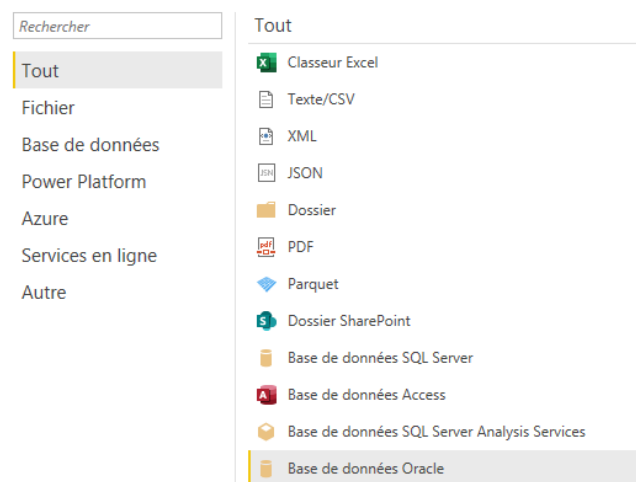 Rechercher
Tout
Fichier
Base de données
Power Platform
Azure
Services en ligne
Autre
Tout
Classeur Excel
Texte/CSV
XML
JSN
JSON
Dossier
pdf
PDF
Parquet
S
Dossier SharePoint
Base de données SQL Server
A
Base de données Access
Base de données SQL Server Analysis Services
Base de données Oracle